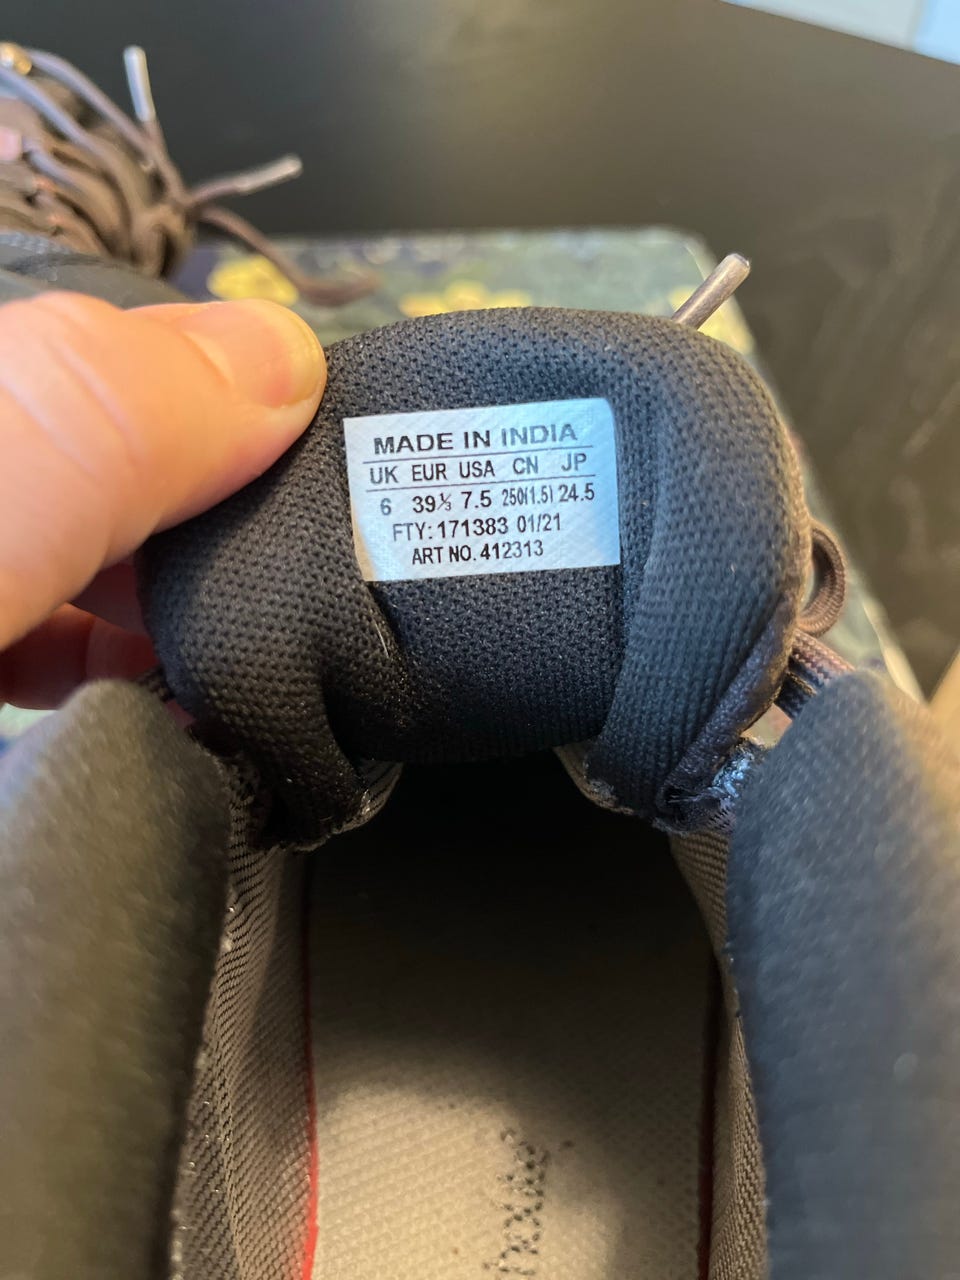 MADE IN INDIA
UK EUR USA CN JP
6 39⅓ 7.5 250(1.5) 24.5
FTY: 171383 01/21
ART NO. 412313